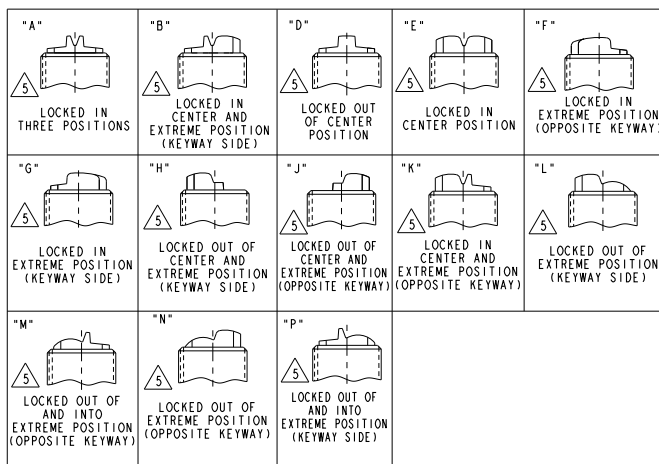 "A"
5
LOCKED IN
THREE POSITIONS
"B"
5
LOCKED IN
CENTER AND
EXTREME POSITION
(KEYWAY SIDE)
"D"
5
LOCKED OUT
OF CENTER
POSITION
"E"
5
LOCKED IN
CENTER POSITION
"F"
5
LOCKED IN
EXTREME POSITION
(OPPOSITE KEYWAY)
"G"
5
LOCKED IN
EXTREME POSITION
(KEYWAY SIDE)
"H"
5
LOCKED OUT OF
CENTER AND
EXTREME POSITION
(KEYWAY SIDE)
"J"
5
LOCKED OUT OF
CENTER AND
EXTREME POSITION
(OPPOSITE KEYWAY)
"K"
5
LOCKED IN
CENTER AND
EXTREME POSITION
(OPPOSITE KEYWAY)
"L"
5
LOCKED OUT OF
EXTREME POSITION
(KEYWAY SIDE)
"M"
5
LOCKED OUT OF
AND INTO
EXTREME POSITION
(OPPOSITE KEYWAY)
"N"
5
LOCKED OUT OF
EXTREME POSITION
(OPPOSITE KEYWAY)
"P"
5
LOCKED OUT OF
AND INTO
EXTREME POSITION
(KEYWAY SIDE)